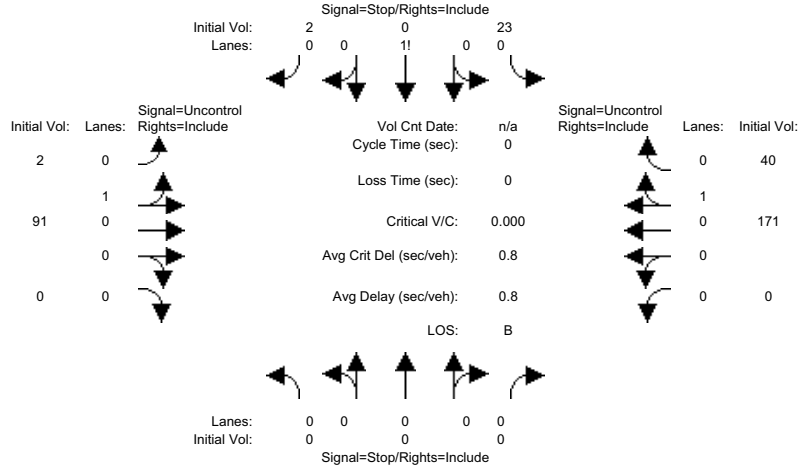 Signal=Stop/Rights=Include
Initial Vol: 2 0 23
Lanes: 0 0 1! 0 0
Signal=Uncontrol Signal=Uncontrol
Initial Vol: Lanes: Rights=Include Vol Cnt Date: n/a Rights=Include Lanes: Initial Vol:
Cycle Time (sec): 0
2 0 0 40
Loss Time (sec): 0
1 1
91 0 Critical V/C: 0.000 0 171
0 Avg Crit Del (sec/veh): 0.8 0
0 0 Avg Delay (sec/veh): 0.8 0 0
LOS: B
Lanes: 0 0 0 0 0
Initial Vol: 0 0 0
Signal=Stop/Rights=Include